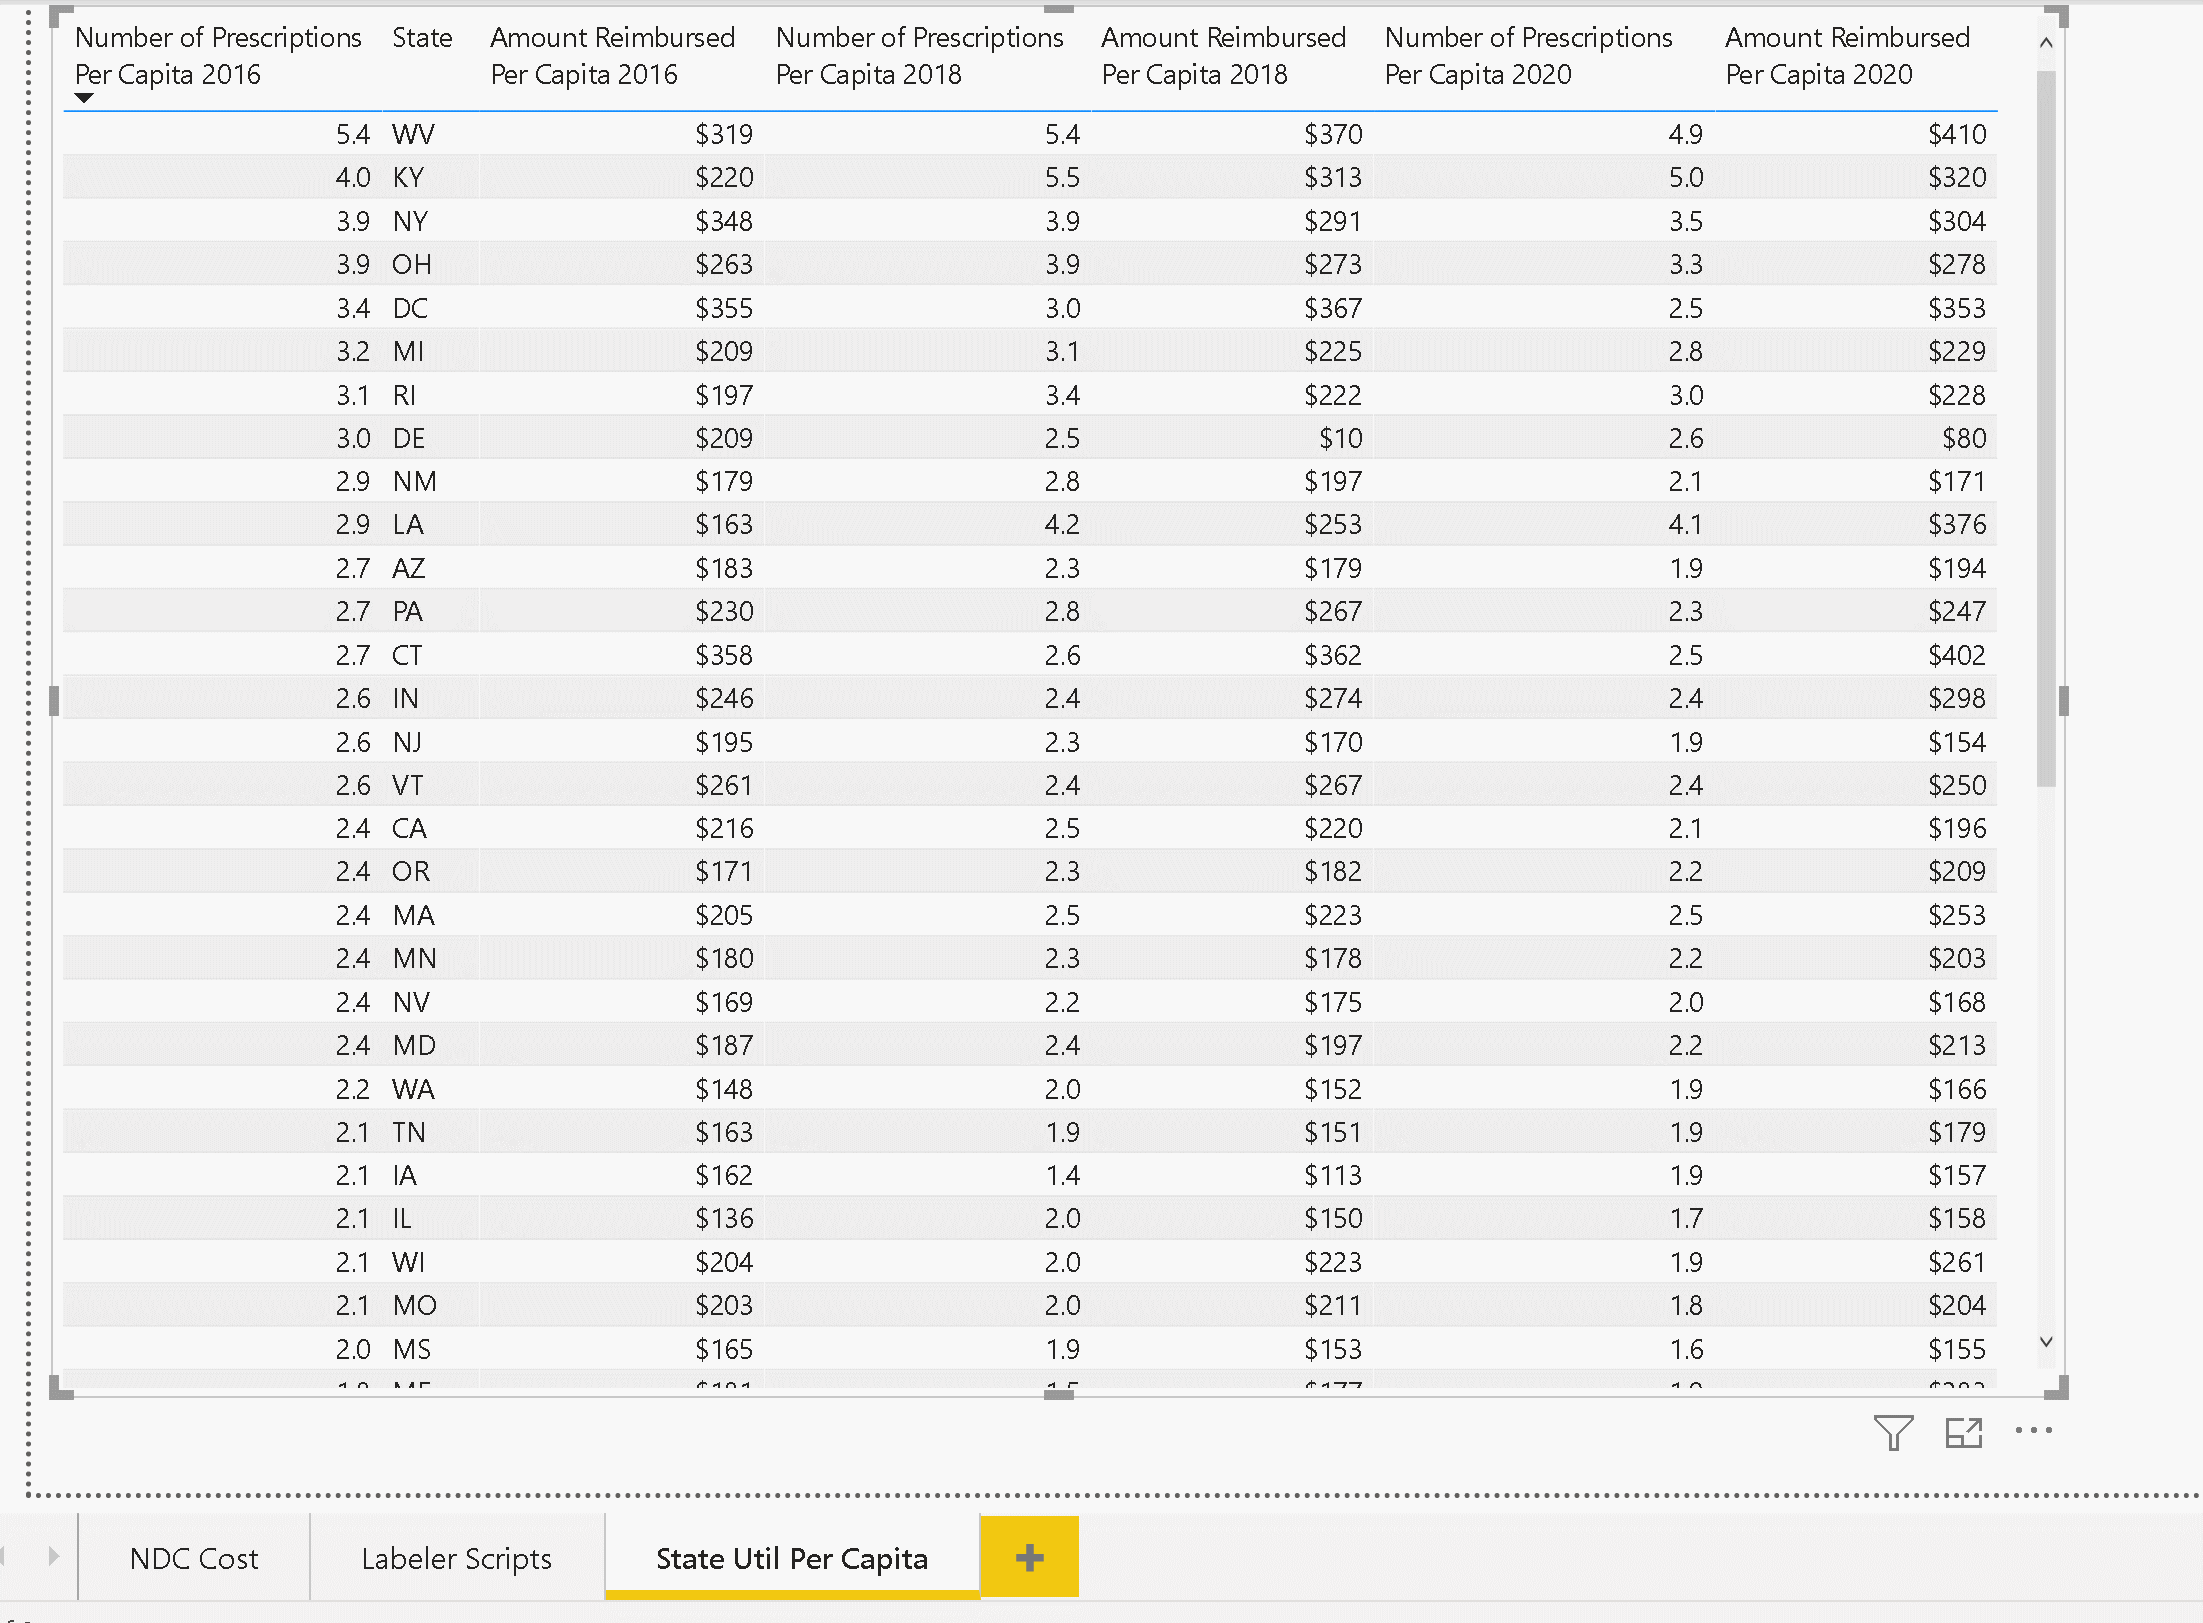 Number of Prescriptions Per Capita 2016 State Amount Reimbursed Per Capita 2016 Number of Prescriptions Per Capita 2018 Amount Reimbursed Per Capita 2018 Number of Prescriptions Per Capita 2020 Amount Reimbursed Per Capita 2020
5.4 WV $319 5.4 $370 4.9 $410
4.0 KY $220 5.5 $313 5.0 $320
3.9 NY $348 3.9 $291 3.5 $304
3.9 OH $263 3.9 $273 3.3 $278
3.4 DC $355 3.0 $367 2.5 $353
3.2 MI $209 3.1 $225 2.8 $229
3.1 RI $197 3.4 $222 3.0 $228
3.0 DE $209 2.5 $10 2.6 $80
2.9 NM $179 2.8 $197 2.1 $171
2.9 LA $163 4.2 $253 4.1 $376
2.7 AZ $183 2.3 $179 1.9 $194
2.7 PA $230 2.8 $267 2.3 $247
2.7 CT $358 2.6 $362 2.5 $402
2.6 IN $246 2.4 $274 2.4 $298
2.6 NJ $195 2.3 $170 1.9 $154
2.6 VT $261 2.4 $267 2.4 $250
2.4 CA $216 2.5 $220 2.1 $196
2.4 OR $171 2.3 $182 2.2 $209
2.4 MA $205 2.5 $223 2.5 $253
2.4 MN $180 2.3 $178 2.2 $203
2.4 NV $169 2.2 $175 2.0 $168
2.4 MD $187 2.4 $197 2.2 $213
2.2 WA $148 2.0 $152 1.9 $166
2.1 TN $163 1.9 $151 1.9 $179
2.1 IA $162 1.4 $113 1.9 $157
2.1 IL $136 2.0 $150 1.7 $158
2.1 WI $204 2.0 $223 1.9 $261
2.1 MO $203 2.0 $211 1.8 $204
2.0 MS $165 1.9 $153 1.6 $155
NDC Cost Labeler Scripts State Util Per Capita